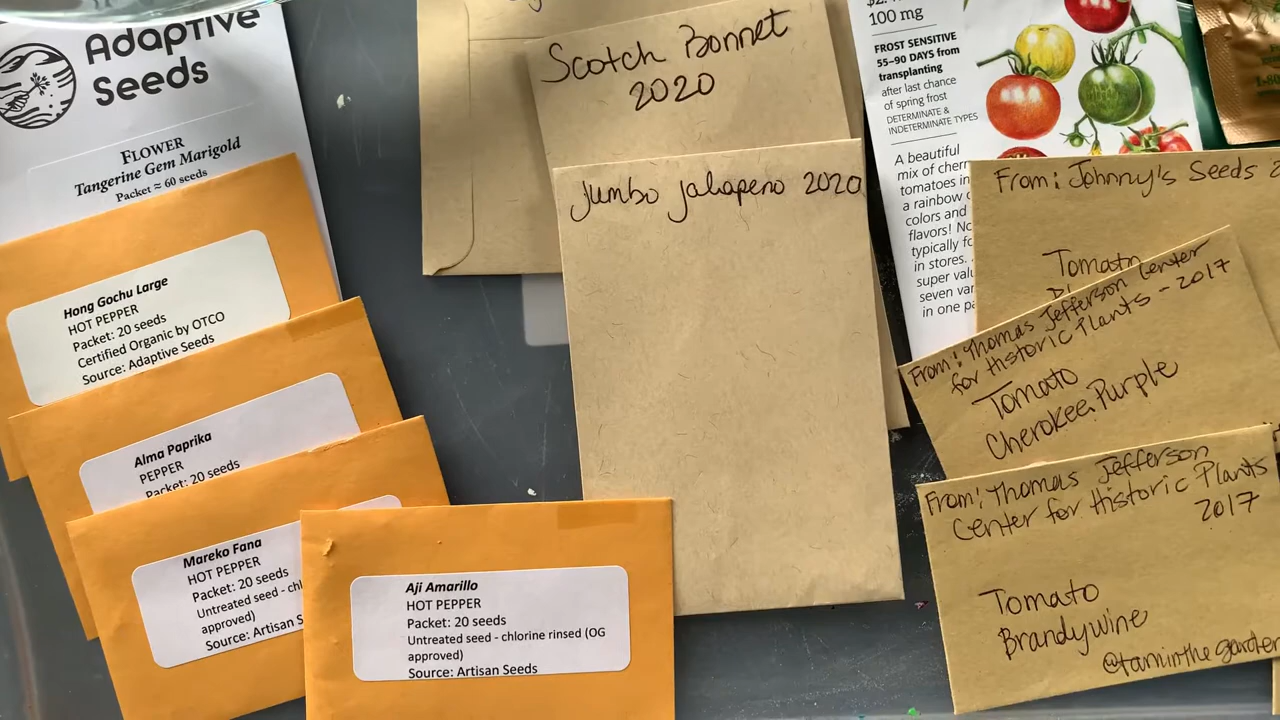 Adaptive
Seeds
FLOWER
Tangerine Gem Marigold
Packet ≈ 60 seeds
Hong Gochu Large
HOT PEPPER
Packet: 20 seeds
Certified Organic by OTCO
Source: Adaptive Seeds
Alma Paprika
PEPPER
Packet: 20 seeds
Mareko Fana
HOT PEPPER
Packet: 20 seeds
Untreated seed - chl
approved)
Source: Artisan S
Aji Amarillo
HOT PEPPER
Packet: 20 seeds
Untreated seed - chlorine rinsed (OG
approved)
Source: Artisan Seeds
Scotch Bonnet
2020
Jumbo jalapeno 2020
100 mg
FROST SENSITIVE
55–90 DAYS from
transplanting
after last chance
of spring frost
DETERMINATE &
INDETERMINATE TYPES
A beautiful
mix of cherr
tomatoes in
a rainbow
colors and
flavors! No
typically fo
in stores.
super valu
seven var
in one pa
From: Johnny's Seeds 2
Tomato
From: Thomas Jefferson Center
for Historic Plants - 2017
Tomato
Cherokee Purple
From: Thomas Jefferson
Center for Historic Plants
2017
Tomato
Brandywine
@taminthegarden